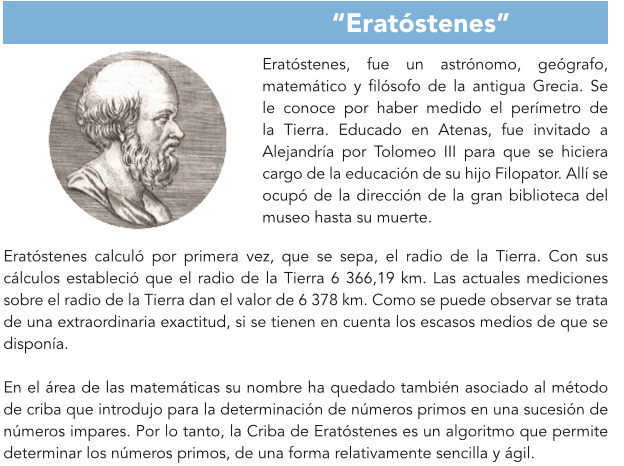 “Eratóstenes“
Eratóstenes, fue un astrónomo, geógrafo,
matemático y filósofo de la antigua Grecia. Se
le conoce por haber medido el perímetro de
la Tierra. Educado en Atenas, fue invitado a
Alejandría por Tolomeo III para que se hiciera
cargo de la educación de su hijo Filopator. Allí se
ocupó de la dirección de la gran biblioteca del
museo hasta su muerte.
Eratóstenes calculó por primera vez, que se sepa, el radio de la Tierra. Con sus
cálculos estableció que el radio de la Tierra 6 366,19 km. Las actuales mediciones
sobre el radio de la Tierra dan el valor de 6 378 km. Como se puede observar se trata
de una extraordinaria exactitud, si se tienen en cuenta los escasos medios de que se
disponía.
En el área de las matemáticas su nombre ha quedado también asociado al método
de criba que introdujo para la determinación de números primos en una sucesión de
números impares. Por lo tanto, la Criba de Eratóstenes es un algoritmo que permite
determinar los números primos, de una forma relativamente sencilla y ágil.